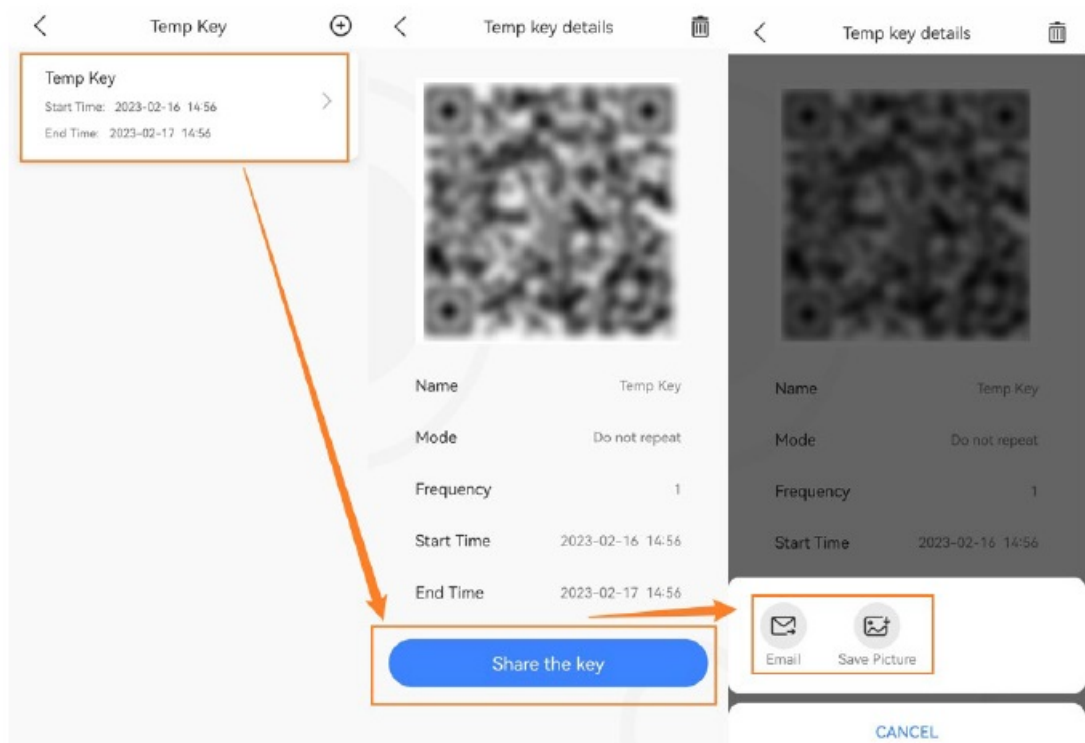 Temp Key
Temp Key
Start Time: 2023-02-16 14:56
End Time: 2023-02-17 14:56
Temp key details
Name Temp Key
Mode Do not repeat
Frequency 1
Start Time 2023-02-16 14:56
End Time 2023-02-17 14:56
Share the key
Temp key details
Name Temp Key
Mode Do not repeat
Frequency 1
Start Time 2023-02-16 14:56
Email Save Picture
CANCEL